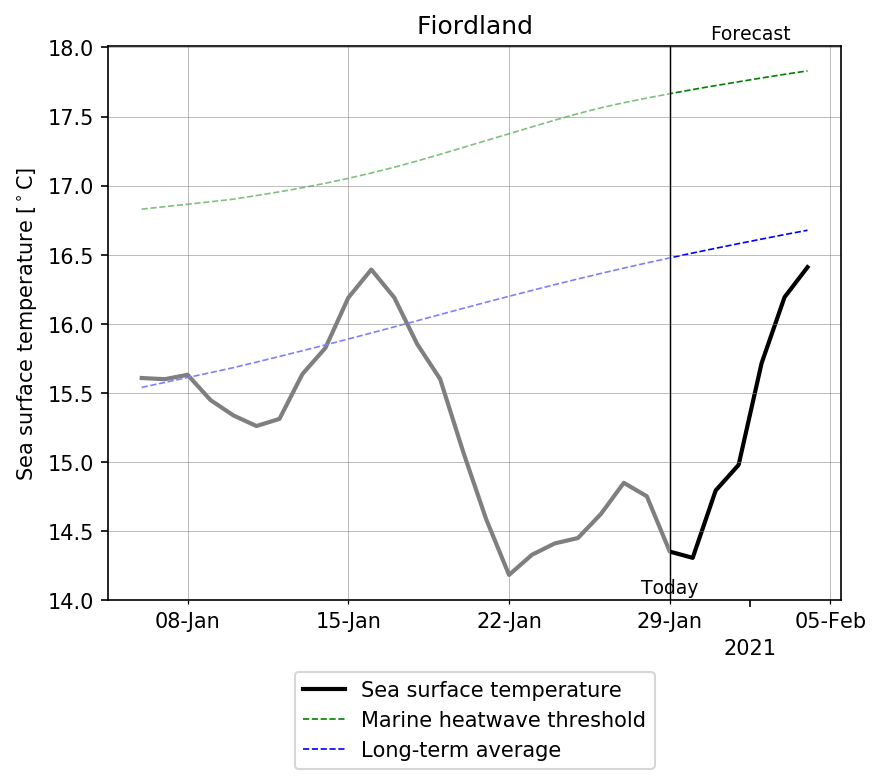 Fiordland
Forecast
Sea surface temperature [°C]
18.0
17.5
17.0
16.5
16.0
15.5
15.0
14.5
14.0
Today
08-Jan 15-Jan 22-Jan 29-Jan 05-Feb
2021
Sea surface temperature
Marine heatwave threshold
Long-term average